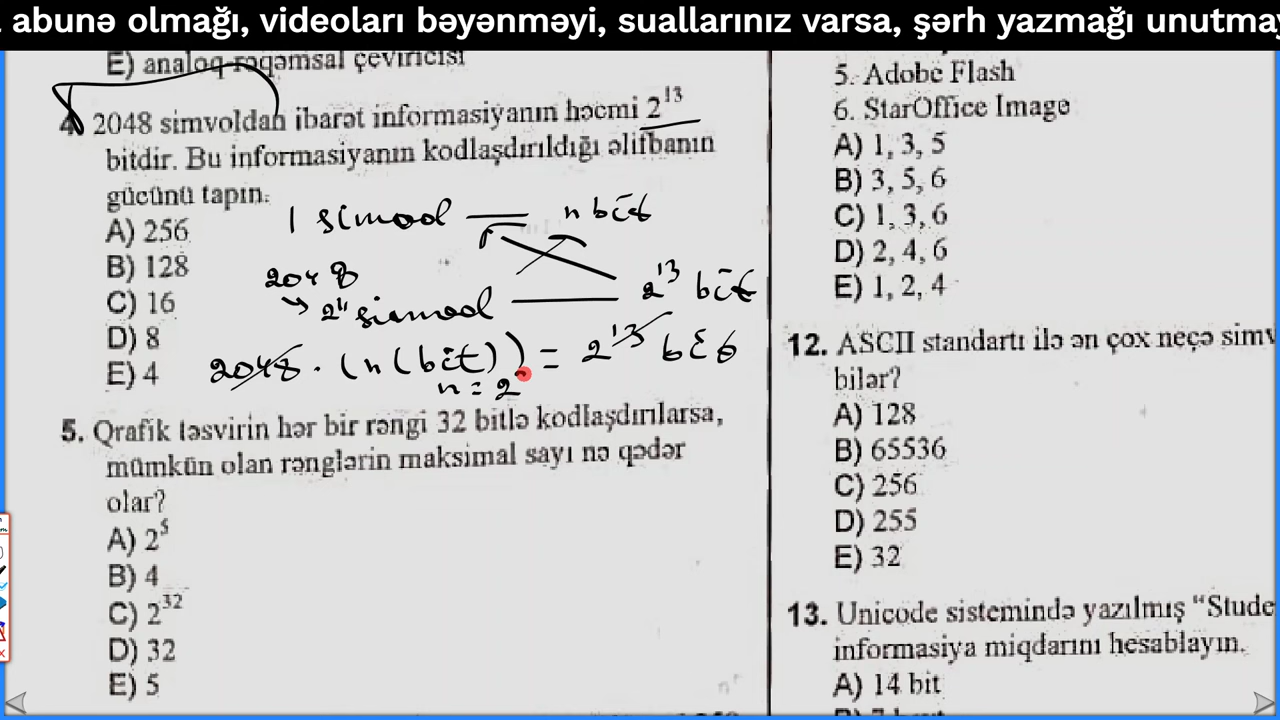 abunə olmağı, videoları bəyənməyi, suallarınız varsa, şərh yazmağı unutmay
E) analoq rəqəmsal çeviricisi
4. 2048 simvoldan ibarət informasiyanın həcmi 2¹³
bitdir. Bu informasiyanın kodlaşdırıldığı əlifbanın
gücünü tapın.
A) 256
B) 128
C) 16
D) 8
E) 4
1 simvol — n bit
2048
2¹¹ simvol — 2¹³ bit
2048 · (n(bit)) = 2¹³ bit
n = 2
5. Qrafik təsvirin hər bir rəngi 32 bitlə kodlaşdırılarsa,
mümkün olan rənglərin maksimal sayı nə qədər
olar?
A) 2⁵
B) 4
C) 2³²
D) 32
E) 5
5. Adobe Flash
6. StarOffice Image
A) 1, 3, 5
B) 3, 5, 6
C) 1, 3, 6
D) 2, 4, 6
E) 1, 2, 4
12. ASCII standartı ilə ən çox neçə simv
bilər?
A) 128
B) 65536
C) 256
D) 255
E) 32
13. Unicode sistemində yazılmış “Stude
informasiya miqdarını hesablayın.
A) 14 bit